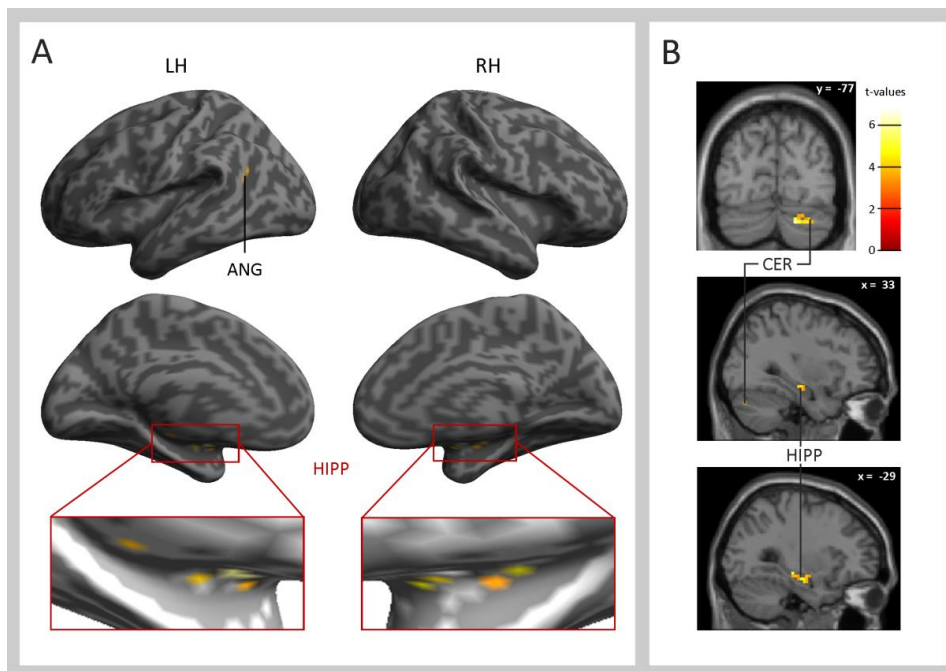 A
LH
RH
ANG
HIPP
B
y = -77
t-values
6
4
2
0
CER
x = 33
HIPP
x = -29